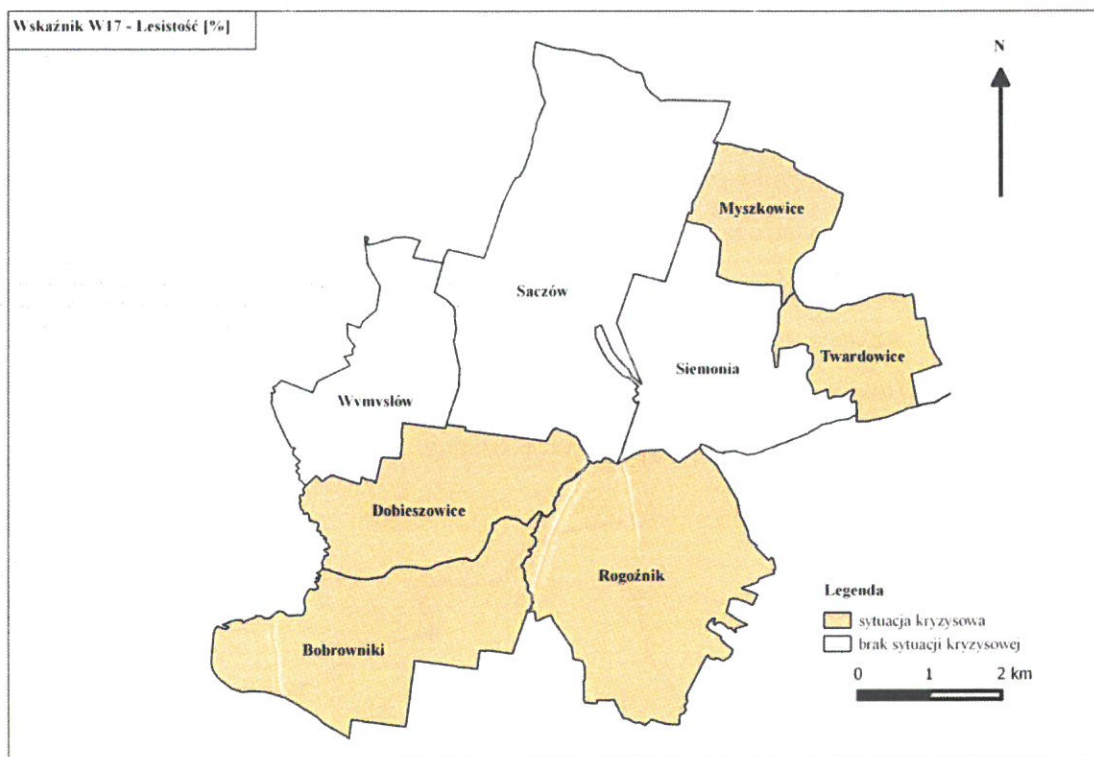 Wskaźnik W17 - Lesistość [%]
N
Myszkowice
Sączów
Twardowice
Siemonia
Wymysłów
Dobieszowice
Rogoźnik
Bobrowniki
Legenda
sytuacja kryzysowa
brak sytuacji kryzysowej
0 1 2 km